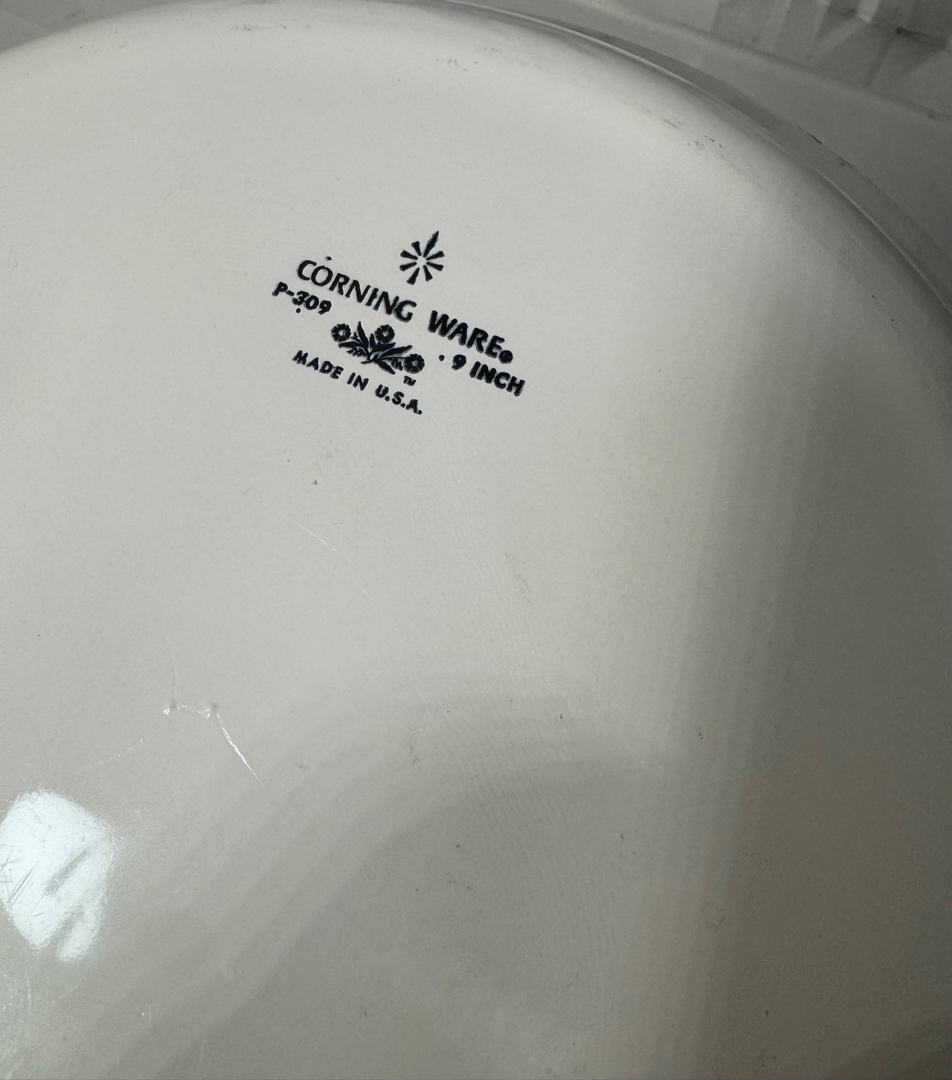 CORNING WARE®
P-309 · 9 INCH
TM
MADE IN U.S.A.